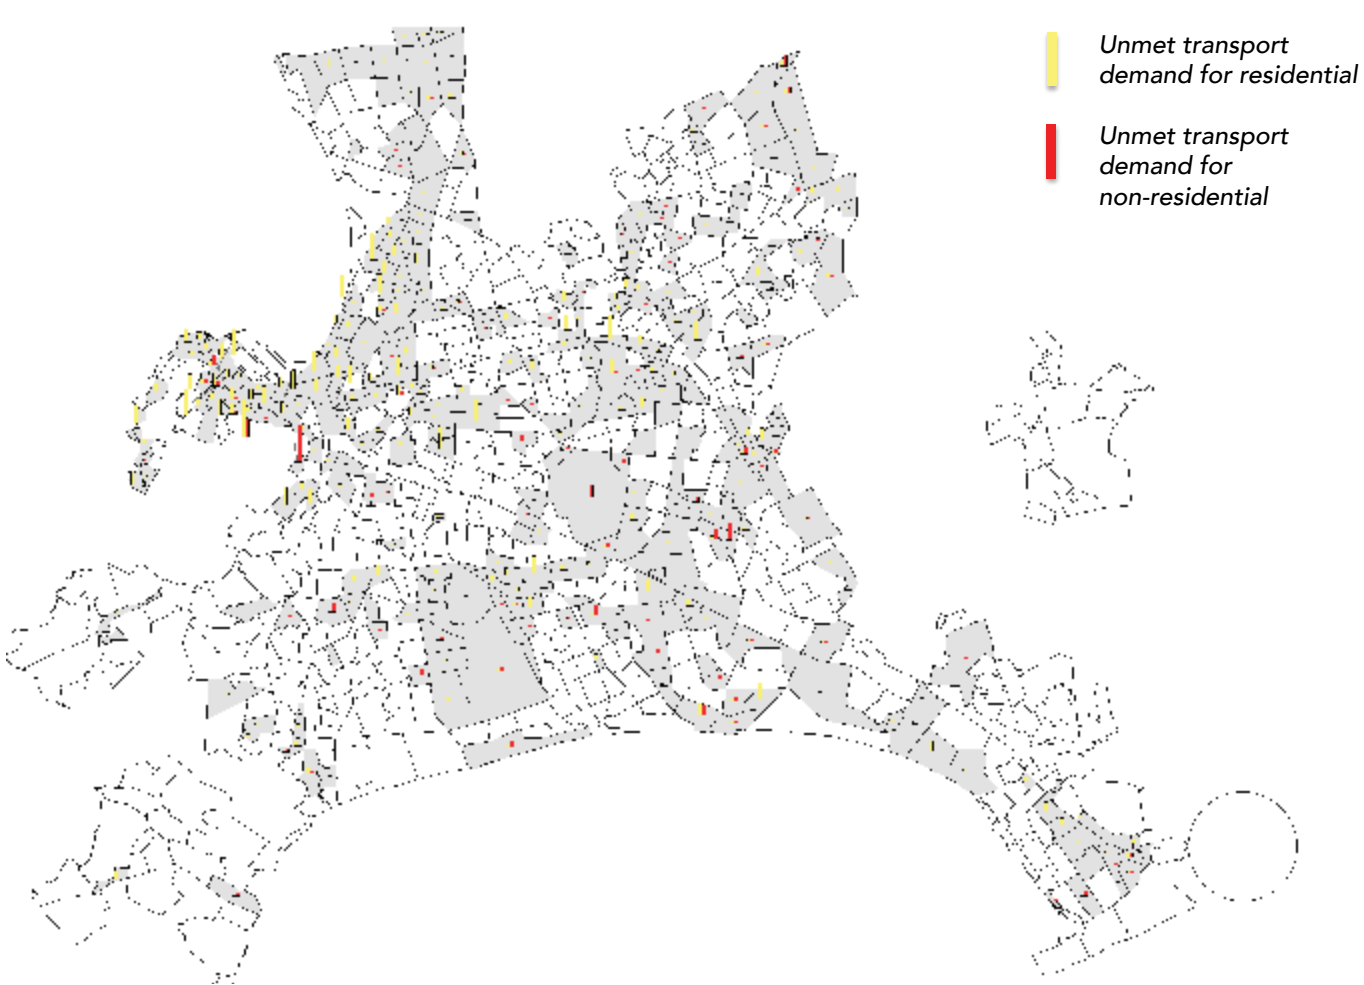 Unmet transport
demand for residential
Unmet transport
demand for
non-residential